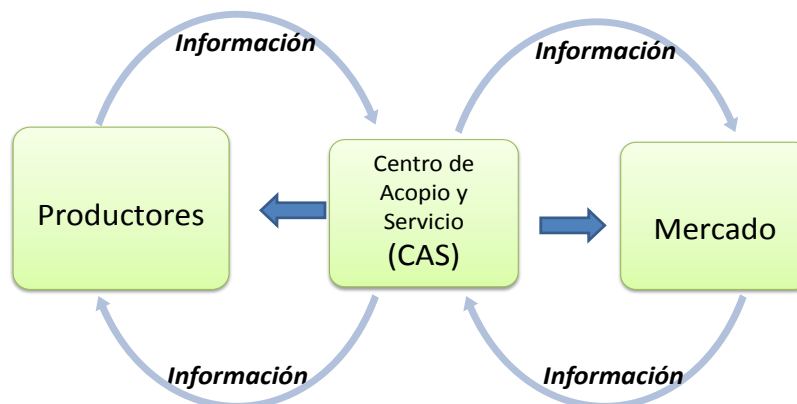 Información
Información
Productores
Centro de
Acopio y
Servicio
(CAS)
Mercado
Información
Información